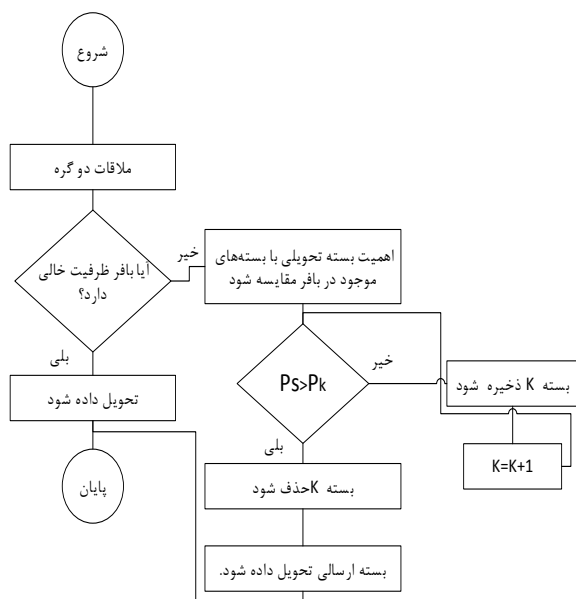 شروع
ملاقات دو گره
آیا بافر ظرفیت خالی
دارد؟
خیر
اهمیت بسته تحویلی با بسته‌های
موجود در بافر مقایسه شود
بلی
تحویل داده شود
پایان
Ps>Pk
خیر
بسته K ذخیره شود
K=K+1
بلی
بسته Kحذف شود
بسته ارسالی تحویل داده شود.